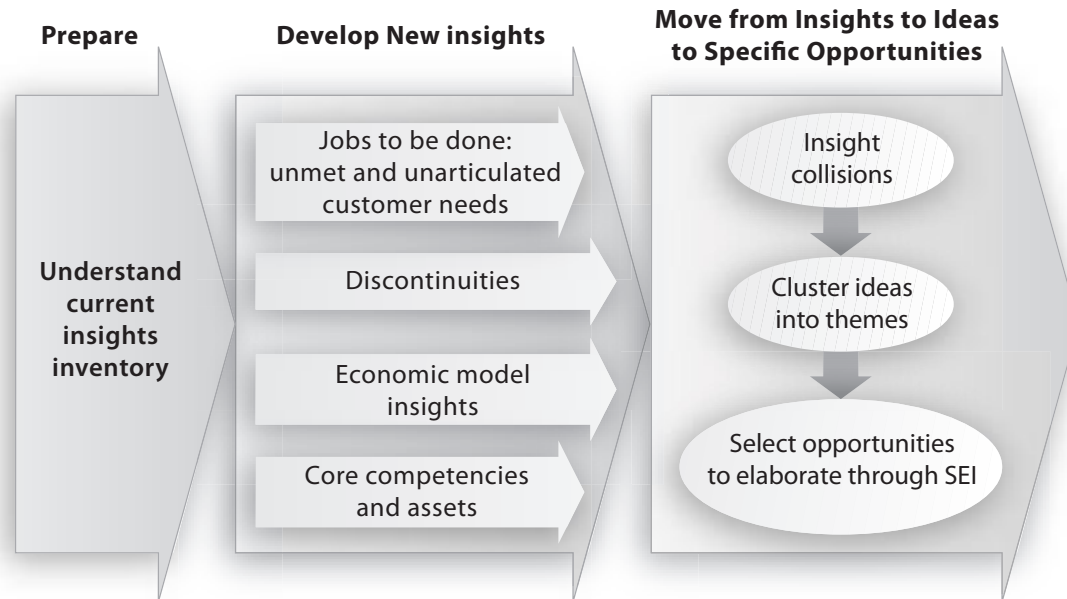 Prepare
Understand
current
insights
inventory
Develop New insights
Jobs to be done:
unmet and unarticulated
customer needs
Discontinuities
Economic model
insights
Core competencies
and assets
Move from Insights to Ideas
to Specific Opportunities
Insight
collisions
Cluster ideas
into themes
Select opportunities
to elaborate through SEI